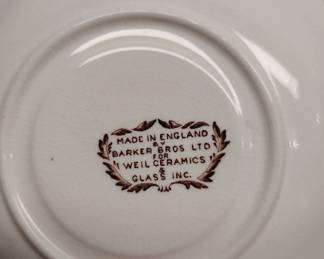 MADE IN ENGLAND
BY
BARKER BROS LTD
FOR
WEIL CERAMICS
&
GLASS INC.